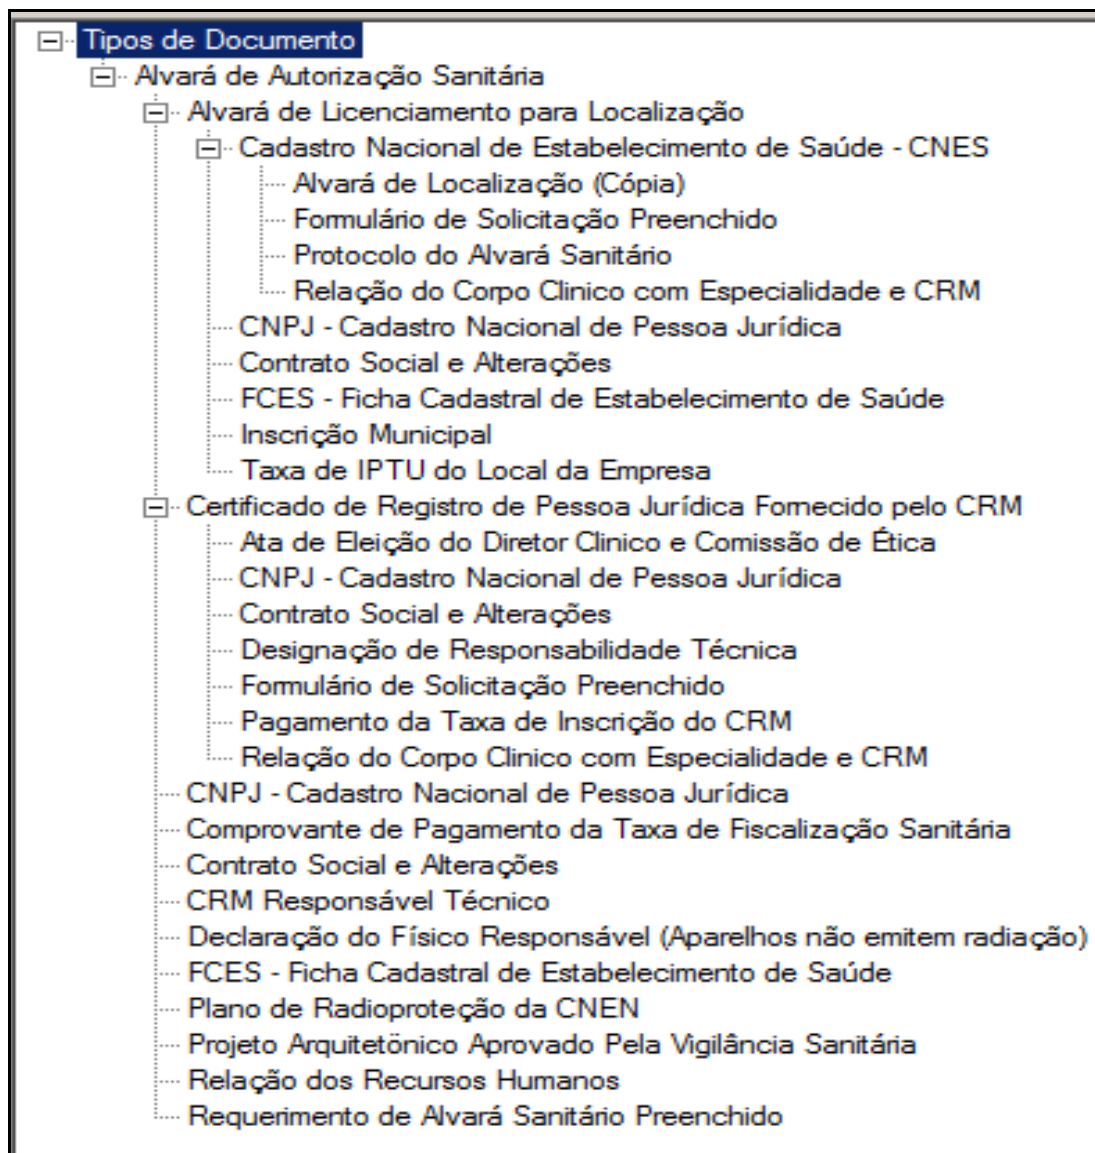 Tipos de Documento
Alvará de Autorização Sanitária
Alvará de Licenciamento para Localização
Cadastro Nacional de Estabelecimento de Saúde - CNES
Alvará de Localização (Cópia)
Formulário de Solicitação Preenchido
Protocolo do Alvará Sanitário
Relação do Corpo Clinico com Especialidade e CRM
CNPJ - Cadastro Nacional de Pessoa Jurídica
Contrato Social e Alterações
FCES - Ficha Cadastral de Estabelecimento de Saúde
Inscrição Municipal
Taxa de IPTU do Local da Empresa
Certificado de Registro de Pessoa Jurídica Fornecido pelo CRM
Ata de Eleição do Diretor Clinico e Comissão de Ética
CNPJ - Cadastro Nacional de Pessoa Jurídica
Contrato Social e Alterações
Designação de Responsabilidade Técnica
Formulário de Solicitação Preenchido
Pagamento da Taxa de Inscrição do CRM
Relação do Corpo Clinico com Especialidade e CRM
CNPJ - Cadastro Nacional de Pessoa Jurídica
Comprovante de Pagamento da Taxa de Fiscalização Sanitária
Contrato Social e Alterações
CRM Responsável Técnico
Declaração do Físico Responsável (Aparelhos não emitem radiação)
FCES - Ficha Cadastral de Estabelecimento de Saúde
Plano de Radioproteção da CNEN
Projeto Arquitetönico Aprovado Pela Vigilância Sanitária
Relação dos Recursos Humanos
Requerimento de Alvará Sanitário Preenchido